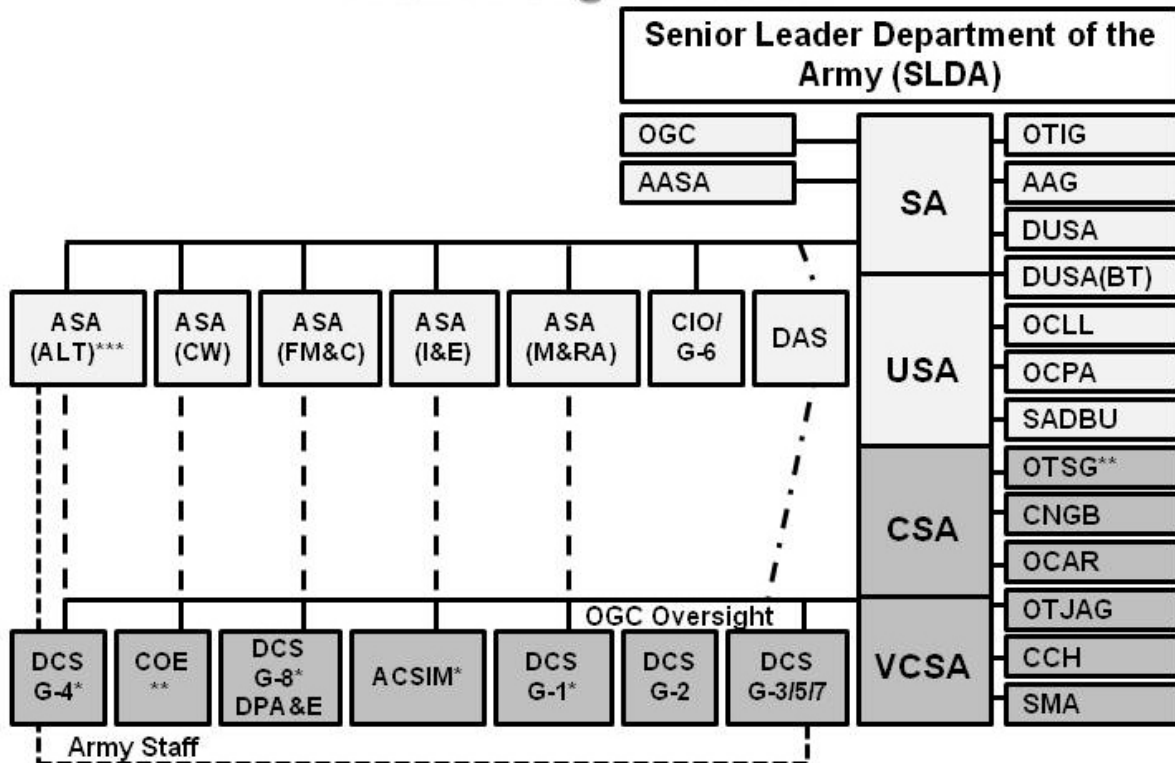 Senior Leader Department of the
Army (SLDA)
OGC
AASA
SA
USA
CSA
VCSA
OTIG
AAG
DUSA
DUSA(BT)
OCLL
OCPA
SADBU
OTSG**
CNGB
OCAR
OTJAG
CCH
SMA
ASA
(ALT)***
ASA
(CW)
ASA
(FM&C)
ASA
(I&E)
ASA
(M&RA)
CIO/
G-6
DAS
OGC Oversight
DCS
G-4*
COE
**
DCS
G-8*
DPA&E
ACSIM*
DCS
G-1*
DCS
G-2
DCS
G-3/5/7
Army Staff